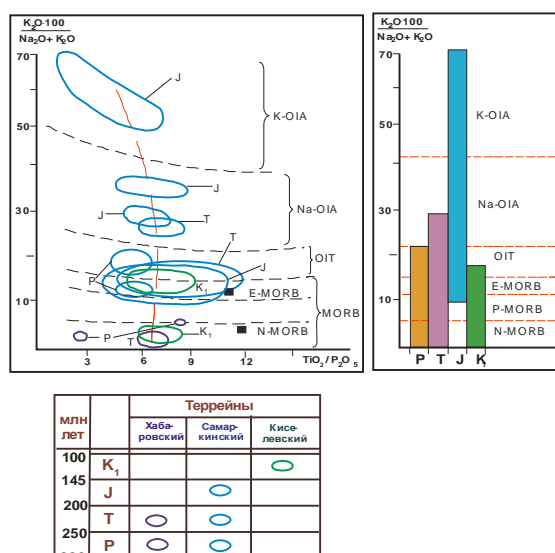 K₂O·100
Na₂O+ K₂O
70
50
30
10
J
K-OIA
J
Na-OIA
J
T
T
OIT
J
P
K₁
E-MORB
MORB
P
K₁
N-MORB
T
3
6
9
12
TiO₂/P₂O₅
K₂O·100
Na₂O+ K₂O
70
50
30
10
K-OIA
Na-OIA
OIT
E-MORB
P-MORB
N-MORB
P T J K₁
млн
лет
Террейны
Хаба-
ровский
Самар-
кинский
Кисе-
левский
100
K₁
145
J
200
T
250
P